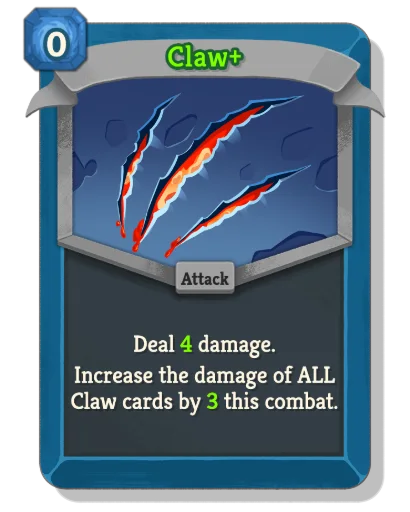 0
Claw+
Attack
Deal 4 damage.
Increase the damage of ALL
Claw cards by 3 this combat.